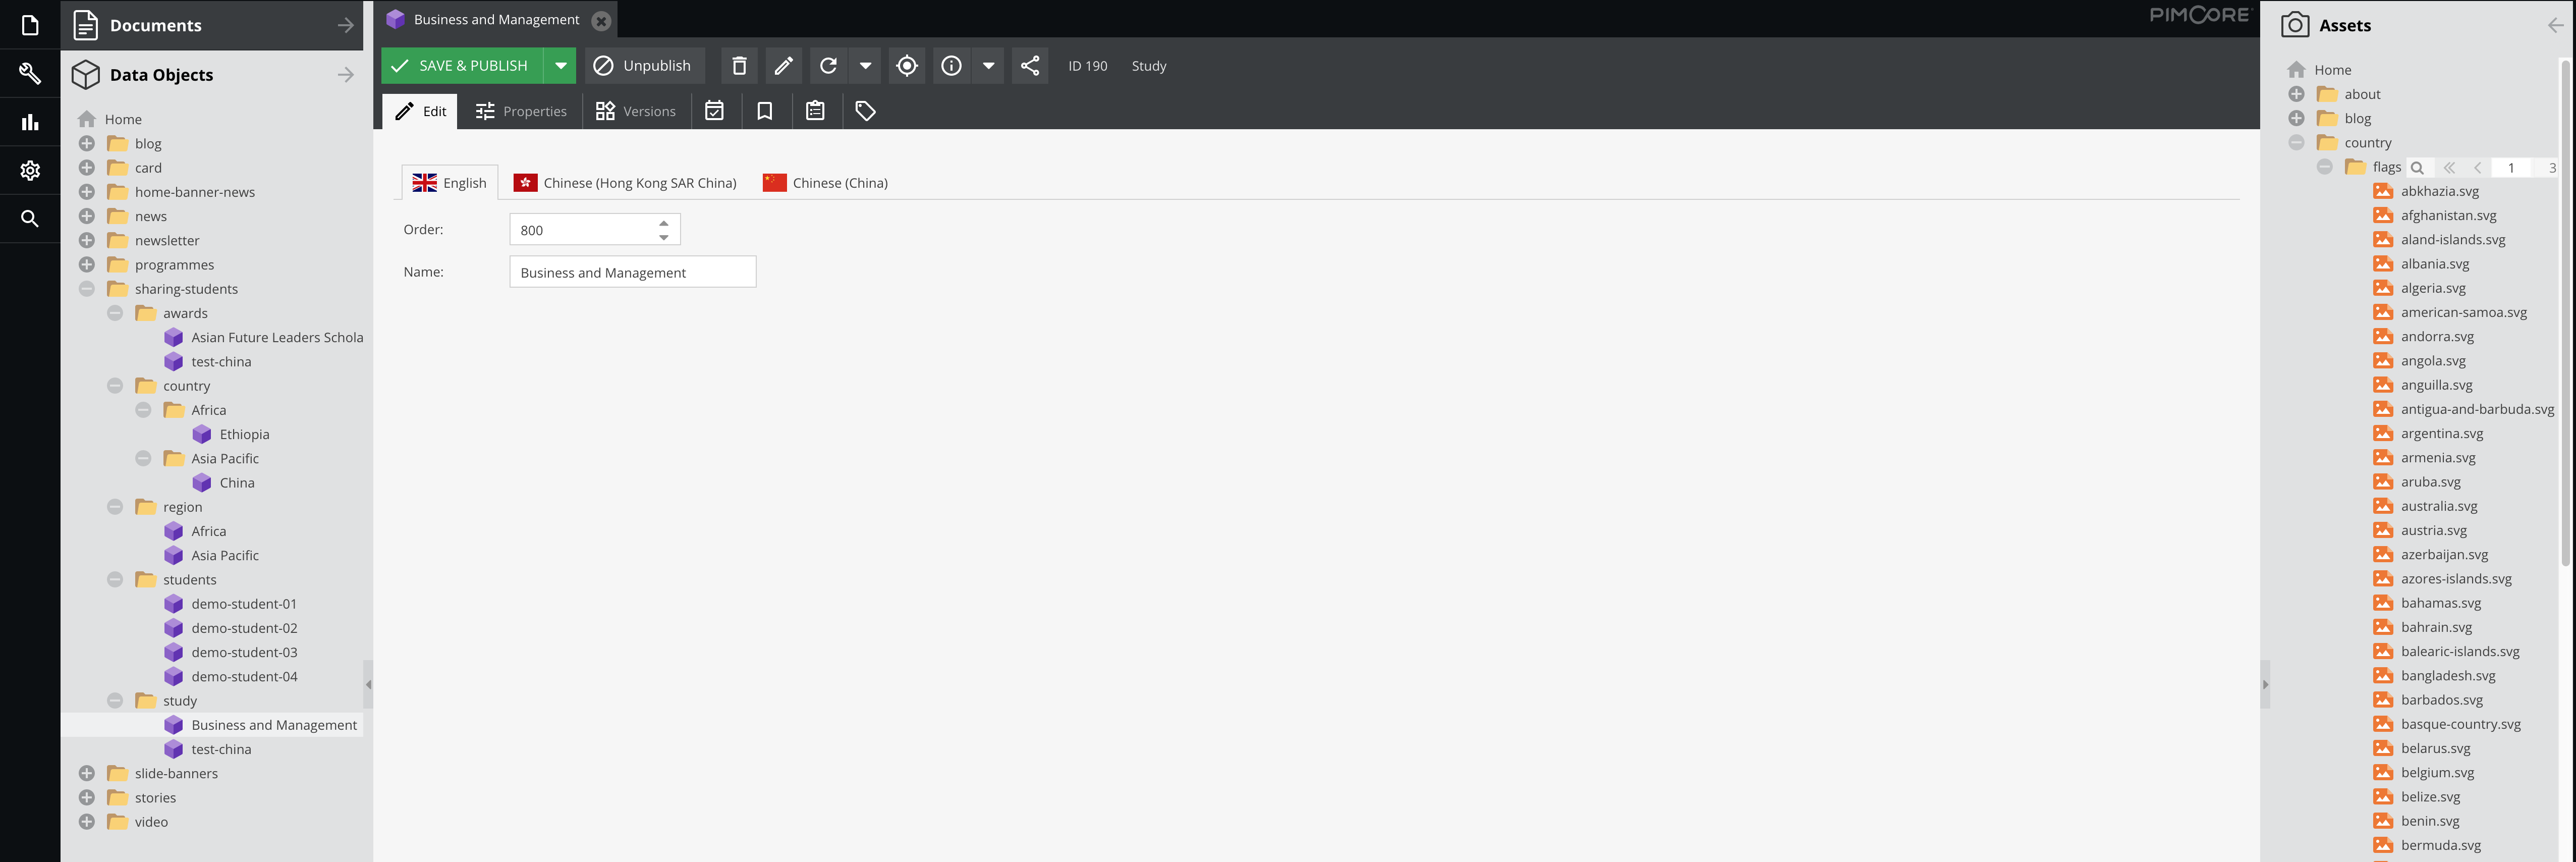 Documents
Data Objects
Home
blog
card
home-banner-news
news
newsletter
programmes
sharing-students
awards
Asian Future Leaders Schola
test-china
country
Africa
Ethiopia
Asia Pacific
China
region
Africa
Asia Pacific
students
demo-student-01
demo-student-02
demo-student-03
demo-student-04
study
Business and Management
test-china
slide-banners
stories
video
Business and Management
PIMCORE
SAVE & PUBLISH
Unpublish
ID 190
Study
Edit
Properties
Versions
English
Chinese (Hong Kong SAR China)
Chinese (China)
Order:
800
Name:
Business and Management
Assets
Home
about
blog
country
flags
1
3
abkhazia.svg
afghanistan.svg
aland-islands.svg
albania.svg
algeria.svg
american-samoa.svg
andorra.svg
angola.svg
anguilla.svg
antigua-and-barbuda.svg
argentina.svg
armenia.svg
aruba.svg
australia.svg
austria.svg
azerbaijan.svg
azores-islands.svg
bahamas.svg
bahrain.svg
balearic-islands.svg
bangladesh.svg
barbados.svg
basque-country.svg
belarus.svg
belgium.svg
belize.svg
benin.svg
bermuda.svg